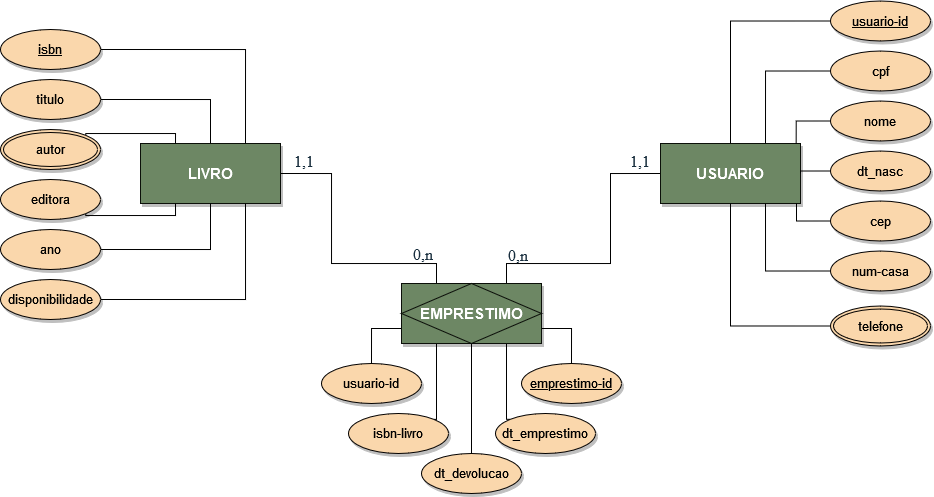 usuario-id
isbn
cpf
titulo
nome
autor
LIVRO
1,1
1,1
USUARIO
dt_nasc
editora
cep
ano
0,n
0,n
num-casa
disponibilidade
EMPRESTIMO
telefone
usuario-id
emprestimo-id
isbn-livro
dt_emprestimo
dt_devolucao